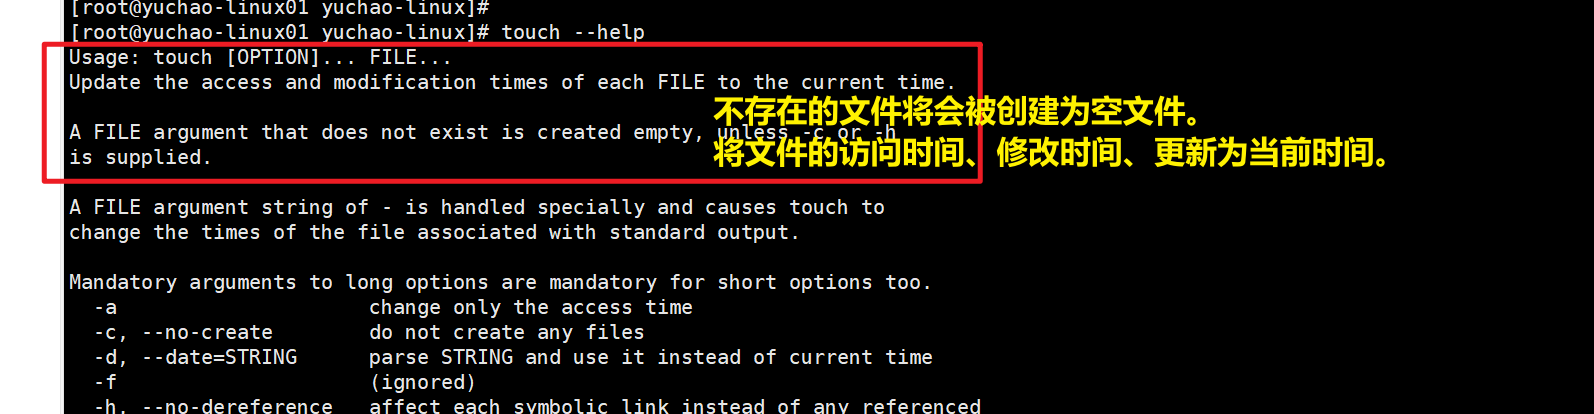 [root@yuchao-linux01 yuchao-linux]#
[root@yuchao-linux01 yuchao-linux]# touch --help
Usage: touch [OPTION]... FILE...
Update the access and modification times of each FILE to the current time.
不存在的文件将会被创建为空文件。
A FILE argument that does not exist is created empty, unless -c or -h
将文件的访问时间、修改时间、更新为当前时间。
is supplied.
A FILE argument string of - is handled specially and causes touch to
change the times of the file associated with standard output.
Mandatory arguments to long options are mandatory for short options too.
-a change only the access time
-c, --no-create do not create any files
-d, --date=STRING parse STRING and use it instead of current time
-f (ignored)
-h, --no-dereference affect each symbolic link instead of any referenced